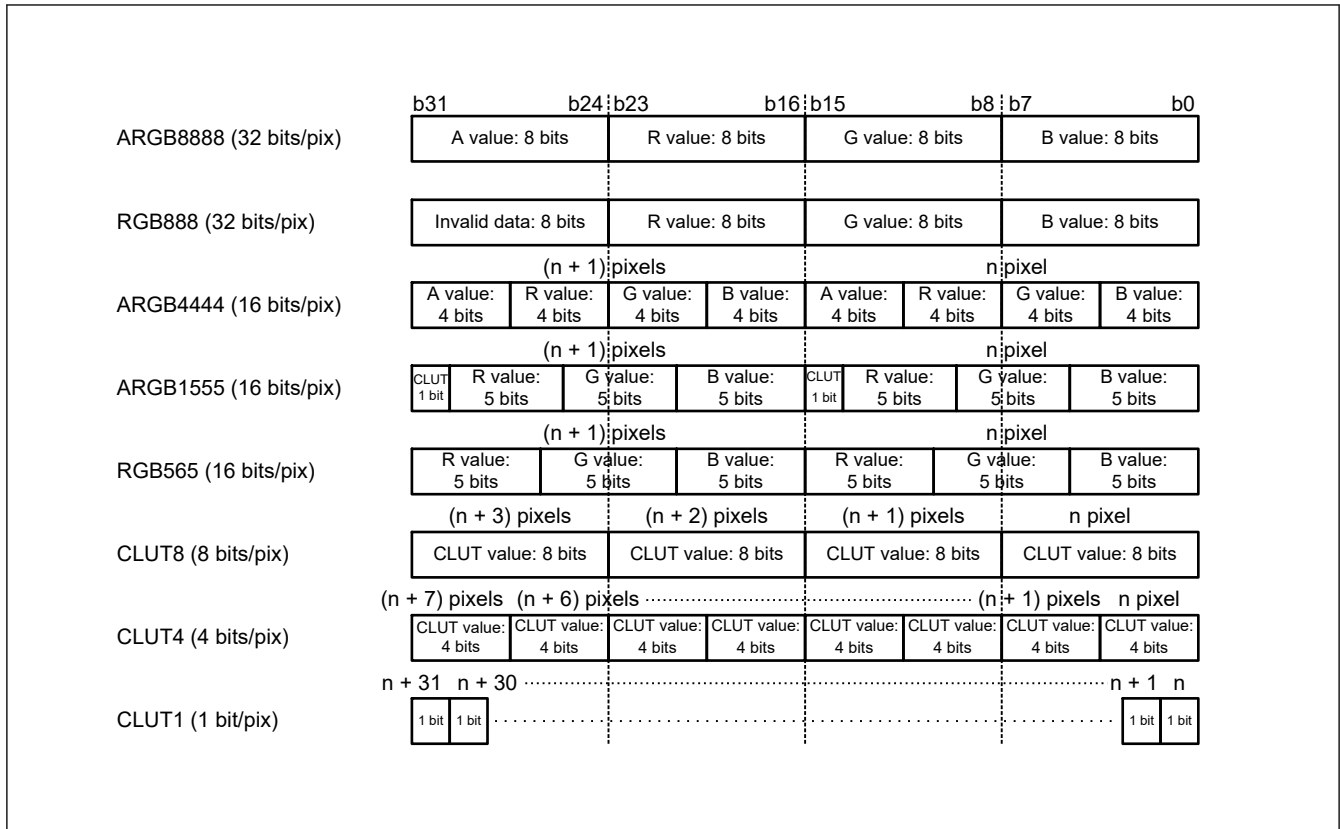 b31 b24 b23 b16 b15 b8 b7 b0
ARGB8888 (32 bits/pix) A value: 8 bits R value: 8 bits G value: 8 bits B value: 8 bits
RGB888 (32 bits/pix) Invalid data: 8 bits R value: 8 bits G value: 8 bits B value: 8 bits
(n + 1) pixels n pixel
ARGB4444 (16 bits/pix) A value: 4 bits R value: 4 bits G value: 4 bits B value: 4 bits A value: 4 bits R value: 4 bits G value: 4 bits B value: 4 bits
(n + 1) pixels n pixel
ARGB1555 (16 bits/pix) CLUT 1 bit R value: 5 bits G value: 5 bits B value: 5 bits CLUT 1 bit R value: 5 bits G value: 5 bits B value: 5 bits
(n + 1) pixels n pixel
RGB565 (16 bits/pix) R value: 5 bits G value: 5 bits B value: 5 bits R value: 5 bits G value: 5 bits B value: 5 bits
(n + 3) pixels (n + 2) pixels (n + 1) pixels n pixel
CLUT8 (8 bits/pix) CLUT value: 8 bits CLUT value: 8 bits CLUT value: 8 bits CLUT value: 8 bits
(n + 7) pixels (n + 6) pixels (n + 1) pixels n pixel
CLUT4 (4 bits/pix) CLUT value: 4 bits CLUT value: 4 bits CLUT value: 4 bits CLUT value: 4 bits CLUT value: 4 bits CLUT value: 4 bits CLUT value: 4 bits CLUT value: 4 bits
n + 31 n + 30 n + 1 n
CLUT1 (1 bit/pix) 1 bit 1 bit 1 bit 1 bit